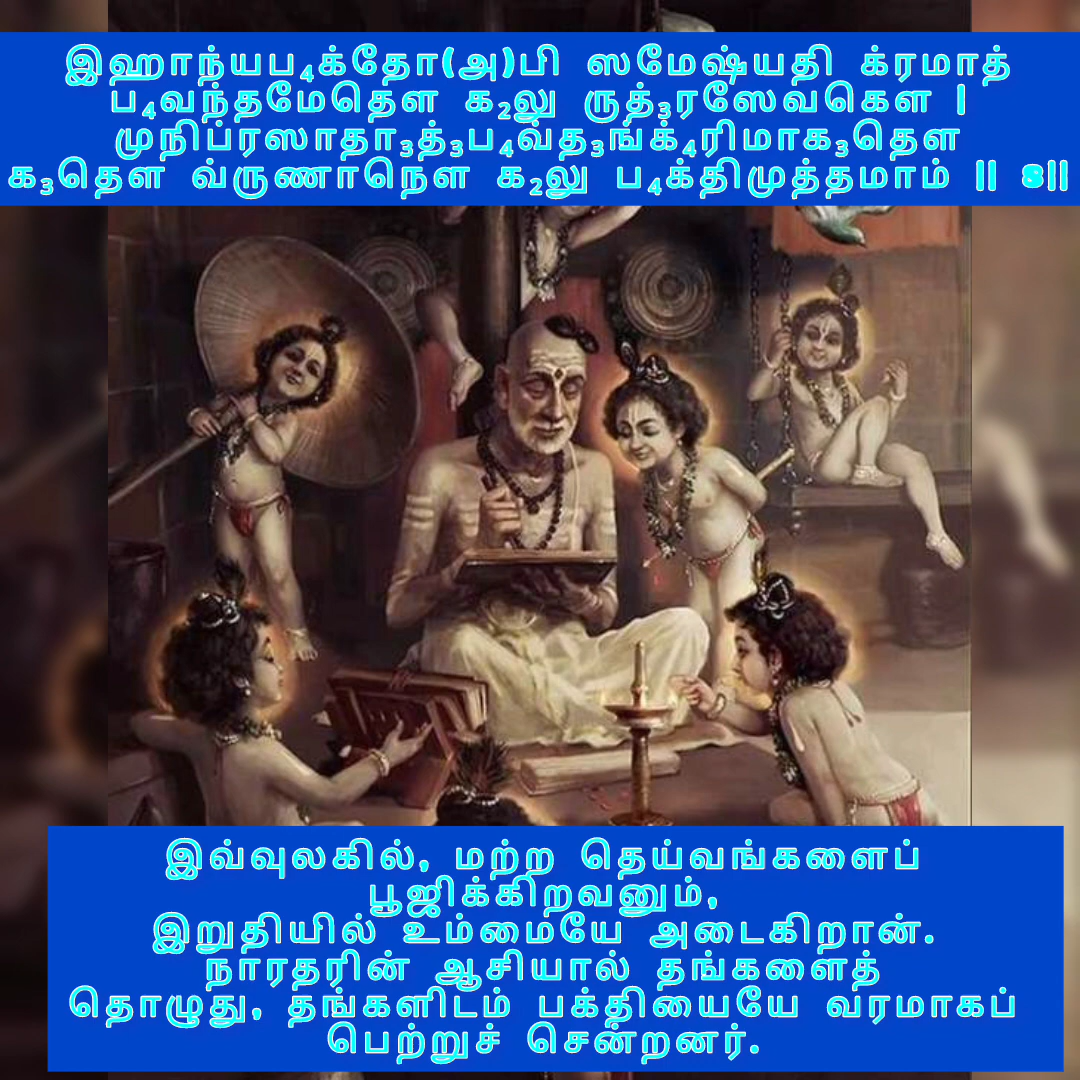 இஹாந்யப₄க்தோ(அ)பி ஸமேஷ்யதி க்ரமாத்
ப₄வந்தமேதௌ க₂லு ருத்₃ரஸேவகௌ |
முநிப்ரஸாதா₃த்₃ப₄வ்த₃ங்க்₄ரிமாக₃தௌ
க₃தௌ வ்ருணாநௌ க₂லு ப₄க்திமுத்தமாம் || 8||
இவ்வுலகில், மற்ற தெய்வங்களைப்
பூஜிக்கிறவனும்,
இறுதியில் உம்மையே அடைகிறான்.
நாரதரின் ஆசியால் தங்களைத்
தொழுது, தங்களிடம் பக்தியையே வரமாகப்
பெற்றுச் சென்றனர்.